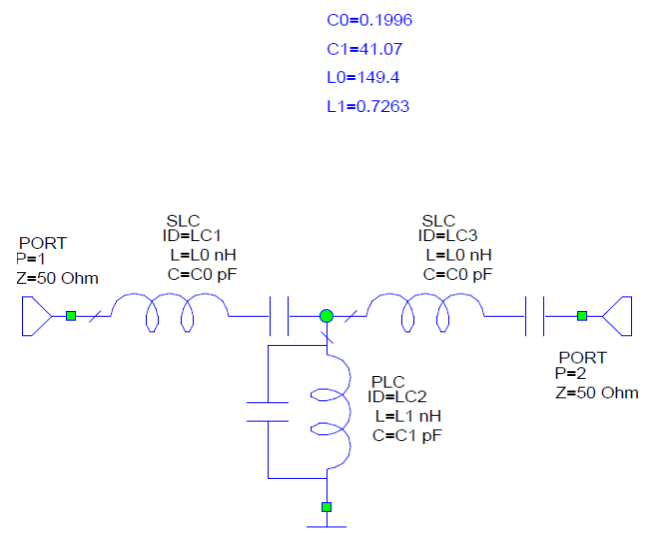 C0=0.1996
C1=41.07
L0=149.4
L1=0.7263
PORT
P=1
Z=50 Ohm
SLC
ID=LC1
L=L0 nH
C=C0 pF
SLC
ID=LC3
L=L0 nH
C=C0 pF
PORT
P=2
Z=50 Ohm
PLC
ID=LC2
L=L1 nH
C=C1 pF